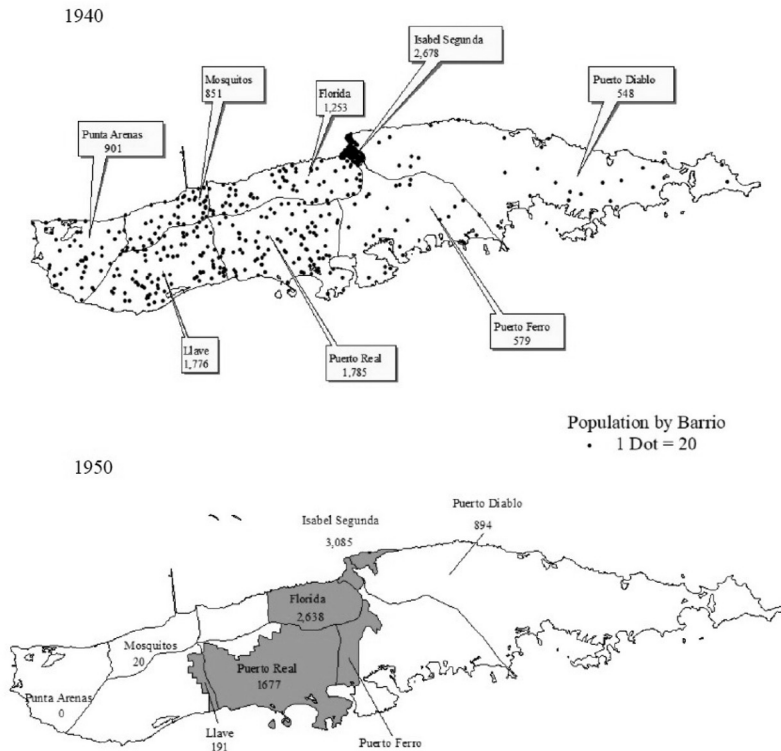 1940
Isabel Segunda
2,678
Mosquitos
851
Florida
1,253
Puerto Diablo
548
Punta Arenas
901
Llave
1,776
Puerto Real
1,785
Puerto Ferro
579
Population by Barrio
• 1 Dot = 20
1950
Puerto Diablo
894
Isabel Segunda
3,085
Florida
2,638
Mosquitos
20
Puerto Real
1677
Punta Arenas
0
Llave
191
Puerto Ferro